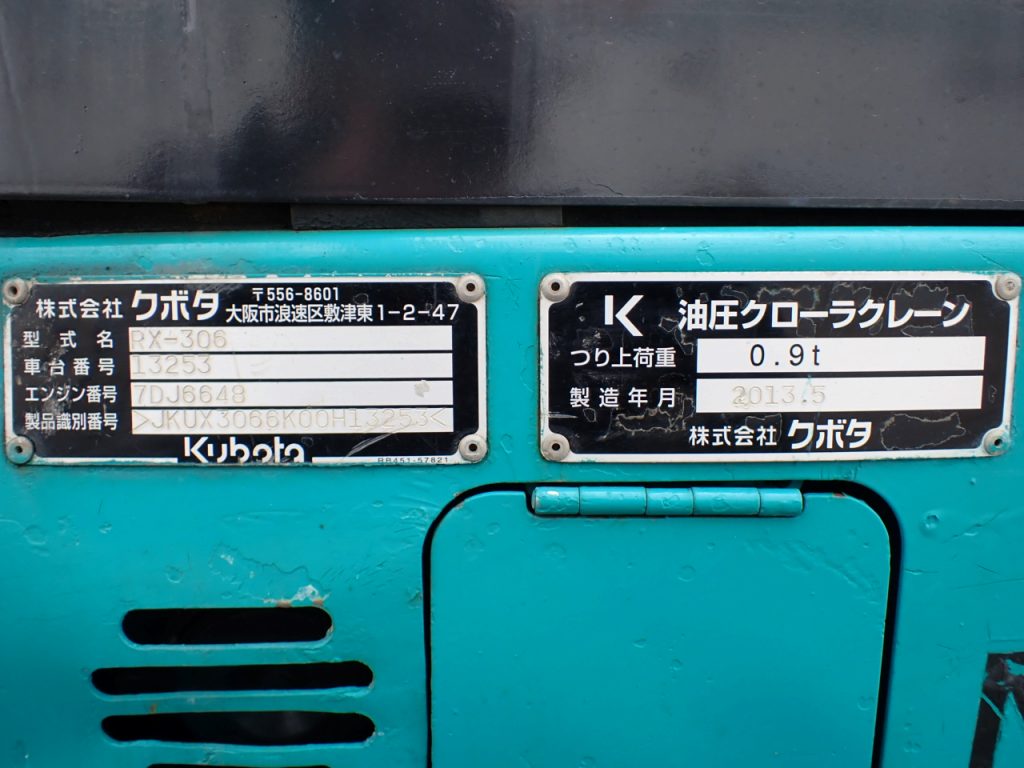 株式会社 クボタ 〒556-8601
大阪市浪速区敷津東1-2-47
型式名 RX-306
車台番号 13253
エンジン番号 7DJ6648
製品識別番号 >JKUX3066K00H13253<
Kubota
RB451-57821
K 油圧クローラクレーン
つり上荷重 0.9t
製造年月 2013.5
株式会社 クボタ